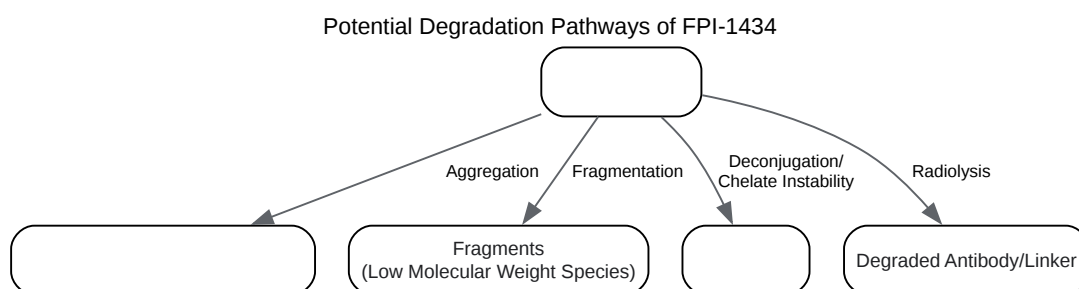 Potential Degradation Pathways of FPI-1434
Aggregation
Fragmentation
Deconjugation/
Chelate Instability
Radiolysis
Fragments
(Low Molecular Weight Species)
Degraded Antibody/Linker